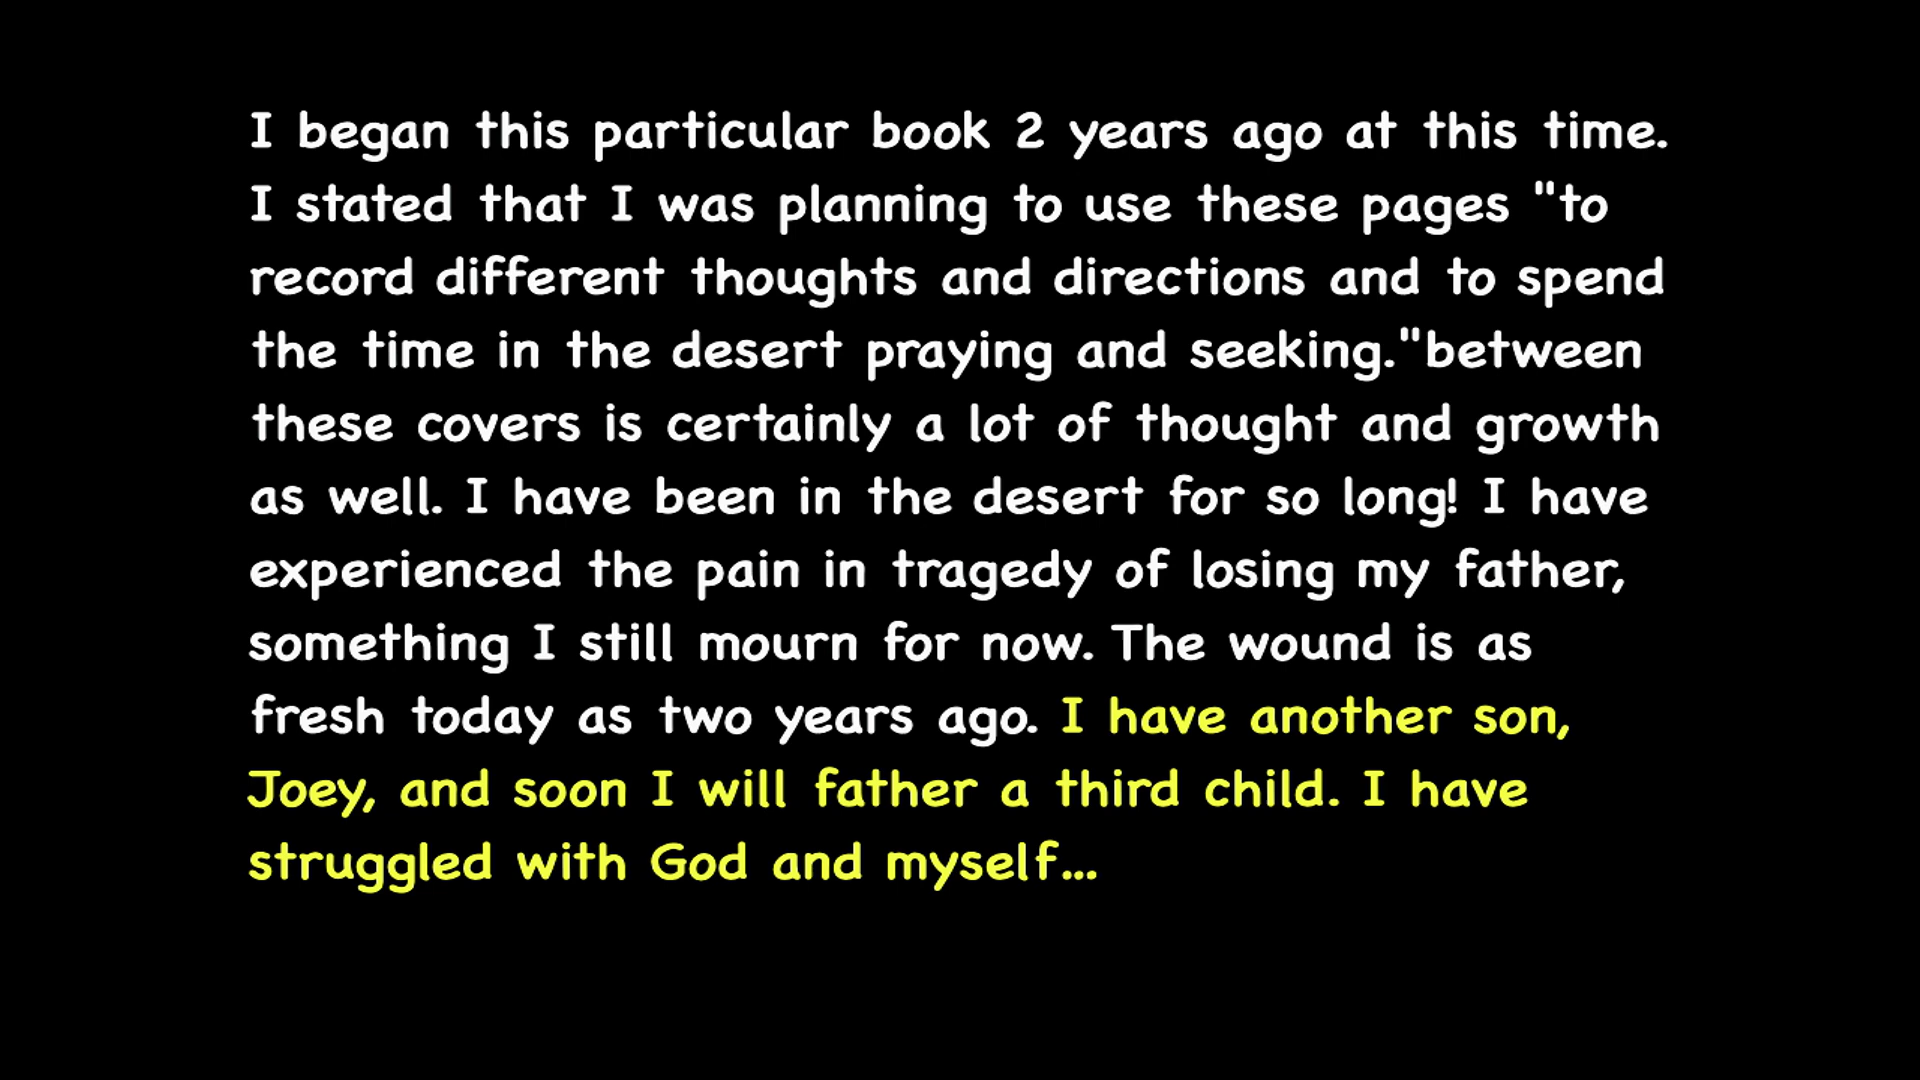 I began this particular book 2 years ago at this time.
I stated that I was planning to use these pages "to
record different thoughts and directions and to spend
the time in the desert praying and seeking."between
these covers is certainly a lot of thought and growth
as well. I have been in the desert for so long! I have
experienced the pain in tragedy of losing my father,
something I still mourn for now. The wound is as
fresh today as two years ago. I have another son,
Joey, and soon I will father a third child. I have
struggled with God and myself...